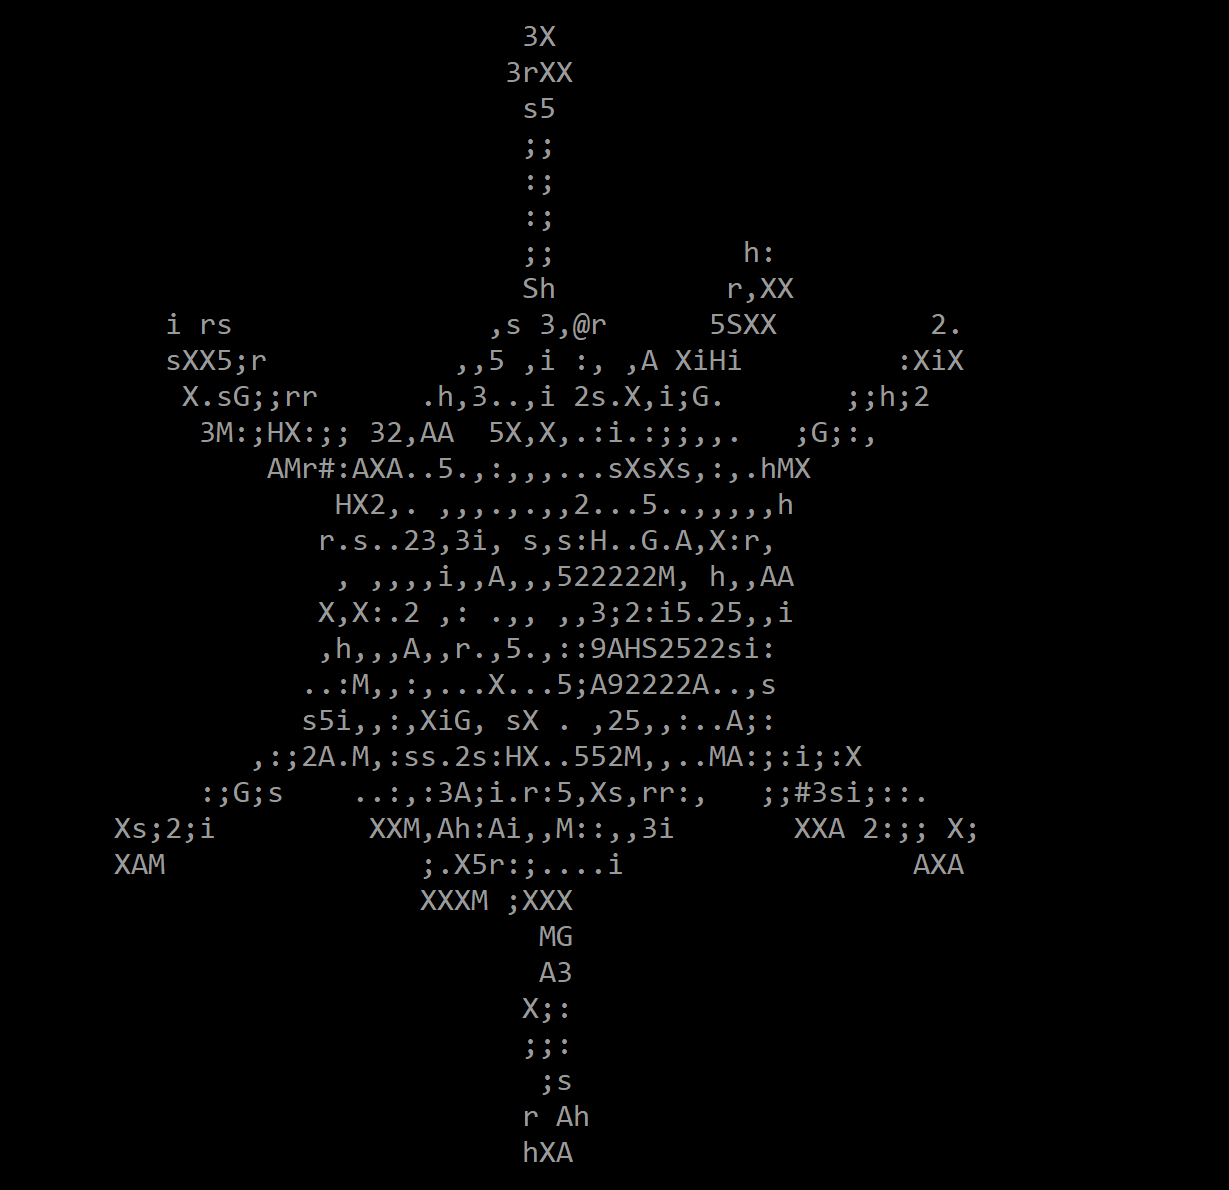 3X
3rXX
s5
;;
:;
:;
;; h:
Sh r,XX
i rs ,s 3,@r 5SXX 2.
sXX5;r ,,5 ,i :, ,A XiHi :XiX
X.sG;;rr .h,3..,i 2s.X,i;G. ;;h;2
3M:;HX:;; 32,AA 5X,X,.:i.:;;,,. ;G;:,
AMr#:AXA..5.,:,,,...sXsXs,:,.hMX
HX2,. ,,,.,.,,2...5..,,,,,h
r.s..23,3i, s,s:H..G.A,X:r,
, ,,,,i,,A,,,522222M, h,,AA
X,X:.2 ,: .,, ,,3;2:i5.25,,i
,h,,,A,,r.,5.,::9AHS2522si:
..:M,,:,...X...5;A92222A..,s
s5i,,:,XiG, sX . ,25,,:..A;:
,:;2A.M,:ss.2s:HX..552M,,..MA:;:i;:X
:;G;s ..:,:3A;i.r:5,Xs,rr:, ;;#3si;::.
Xs;2;i XXM,Ah:Ai,,M::,,3i XXA 2:;; X;
XAM ;.X5r:;....i AXA
XXXM ;XXX
MG
A3
X;:
;;:
;s
r Ah
hXA